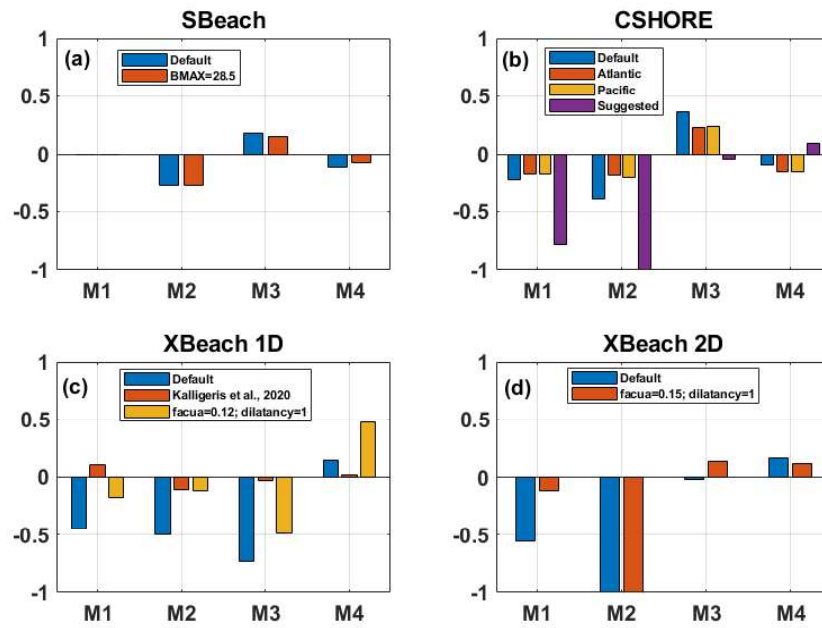 SBeach
(a)
Default
BMAX=28.5
1
0.5
0
-0.5
-1
M1 M2 M3 M4
CSHORE
(b)
Default
Atlantic
Pacific
Suggested
1
0.5
0
-0.5
-1
M1 M2 M3 M4
XBeach 1D
(c)
Default
Kalligeris et al., 2020
facua=0.12; dilatancy=1
1
0.5
0
-0.5
-1
M1 M2 M3 M4
XBeach 2D
(d)
Default
facua=0.15; dilatancy=1
1
0.5
0
-0.5
-1
M1 M2 M3 M4